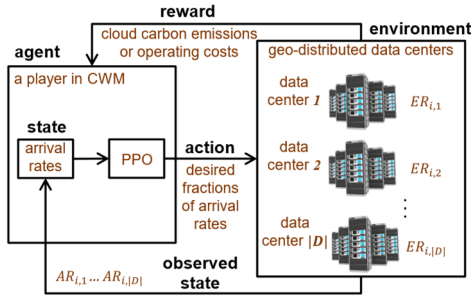 reward
environment
cloud carbon emissions
or operating costs
agent
geo-distributed data centers
a player in CWM
data
center 1
ER_{i,1}
state
arrival
rates
PPO
action
desired
fractions
of arrival
rates
data
center 2
ER_{i,2}
⋮
data
center |D|
ER_{i,|D|}
AR_{i,1} … AR_{i,|D|}
observed
state